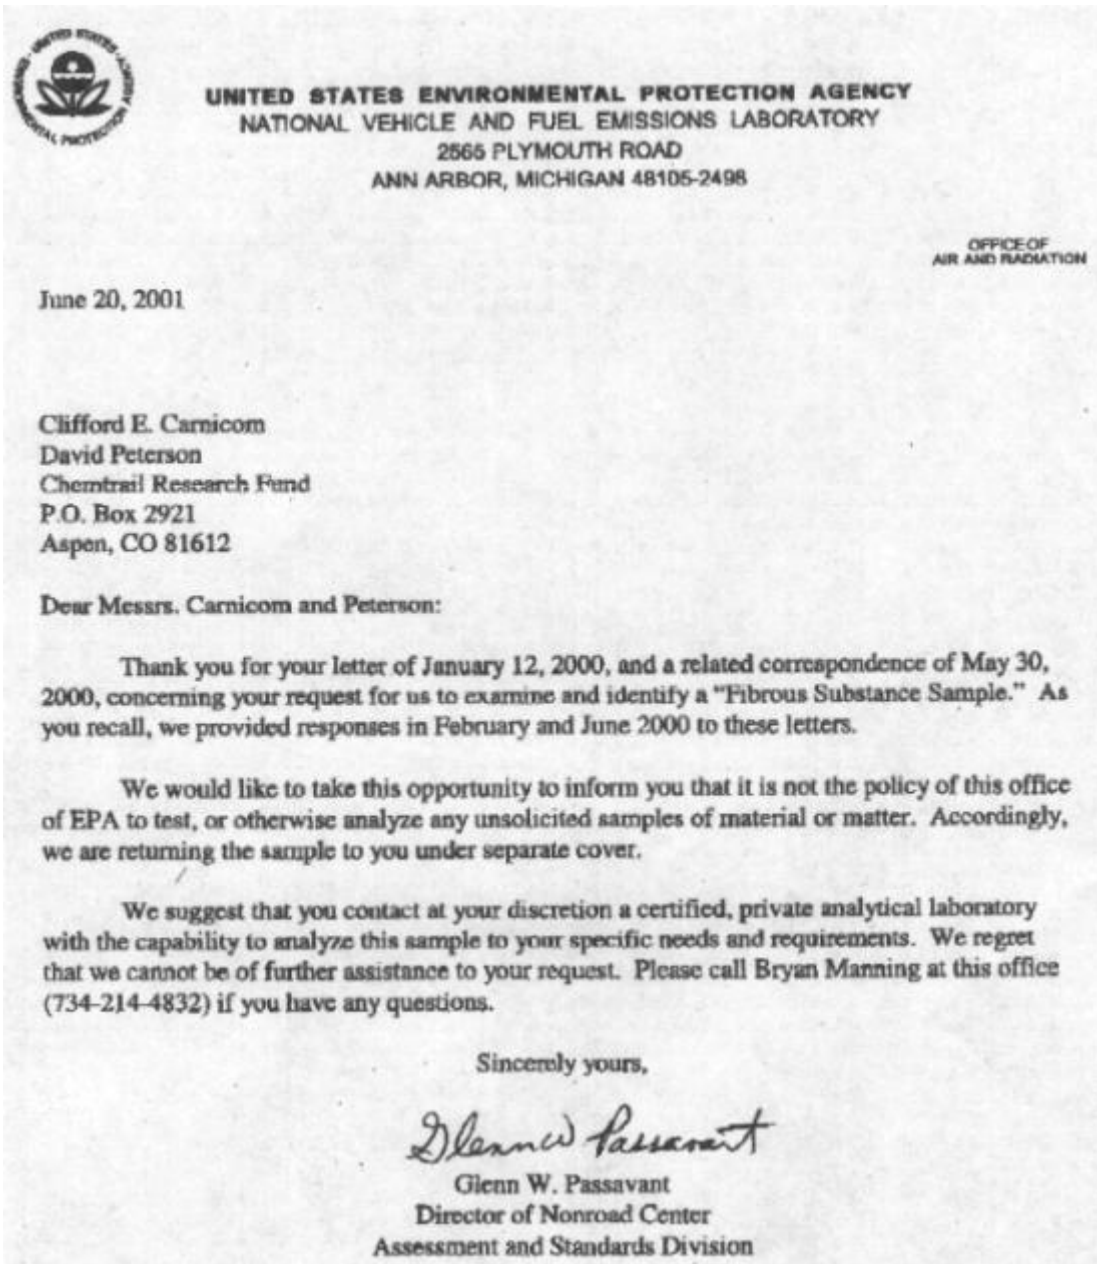 UNITED STATES ENVIRONMENTAL PROTECTION AGENCY
UNITED STATES ENVIRONMENTAL PROTECTION AGENCY
NATIONAL VEHICLE AND FUEL EMISSIONS LABORATORY
2565 PLYMOUTH ROAD
ANN ARBOR, MICHIGAN 48105-2498
OFFICE OF
AIR AND RADIATION
June 20, 2001
Clifford E. Carnicom
David Peterson
Chemtrail Research Fund
P.O. Box 2921
Aspen, CO 81612
Dear Messrs. Carnicom and Peterson:
Thank you for your letter of January 12, 2000, and a related correspondence of May 30,
2000, concerning your request for us to examine and identify a “Fibrous Substance Sample.” As
you recall, we provided responses in February and June 2000 to these letters.
We would like to take this opportunity to inform you that it is not the policy of this office
of EPA to test, or otherwise analyze any unsolicited samples of material or matter. Accordingly,
we are returning the sample to you under separate cover.
We suggest that you contact at your discretion a certified, private analytical laboratory
with the capability to analyze this sample to your specific needs and requirements. We regret
that we cannot be of further assistance to your request. Please call Bryan Manning at this office
(734-214-4832) if you have any questions.
Sincerely yours,
Glenn W Passavant
Glenn W. Passavant
Director of Nonroad Center
Assessment and Standards Division